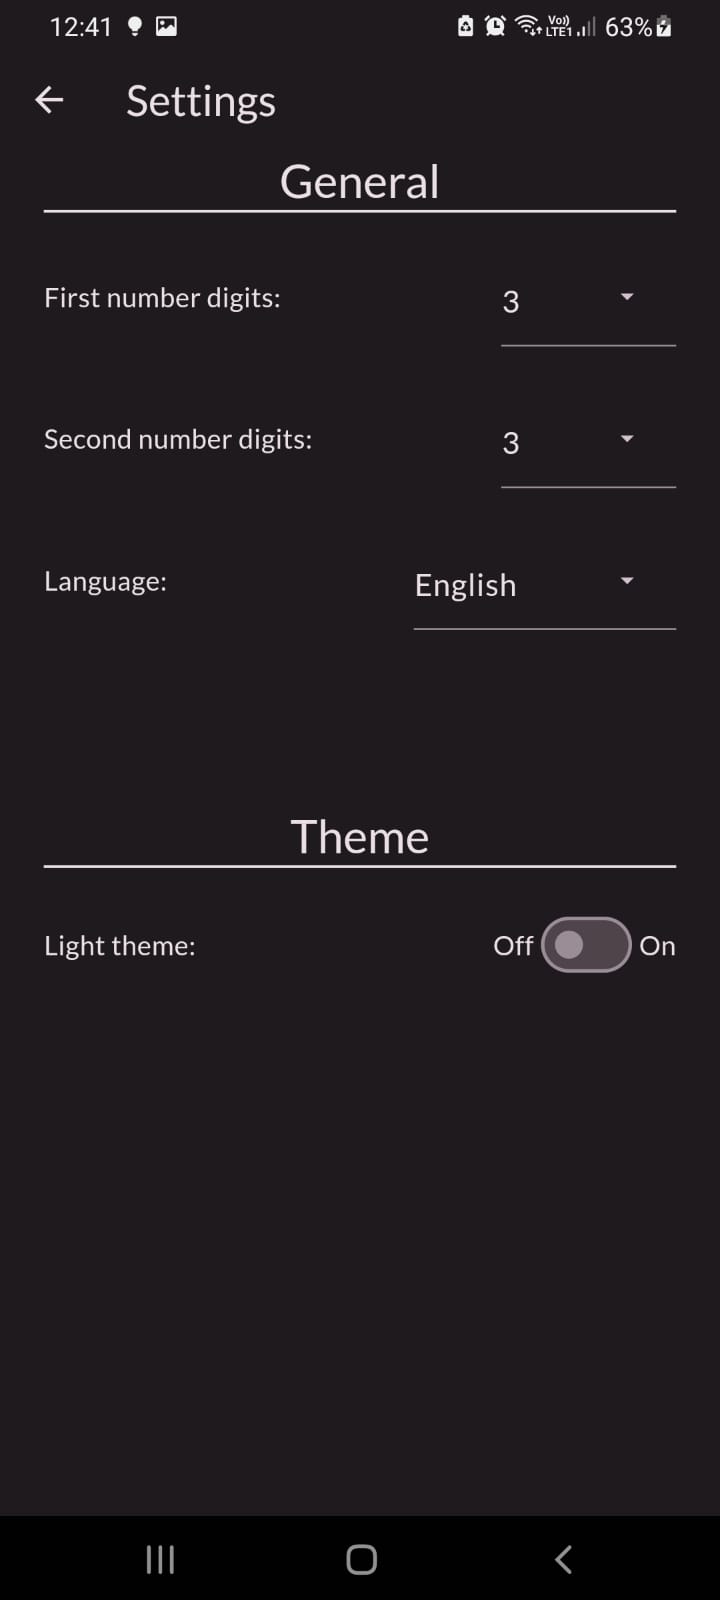 12:41 Vo)) LTE1 63%
Settings
General
First number digits: 3
Second number digits: 3
Language: English
Theme
Light theme: Off On